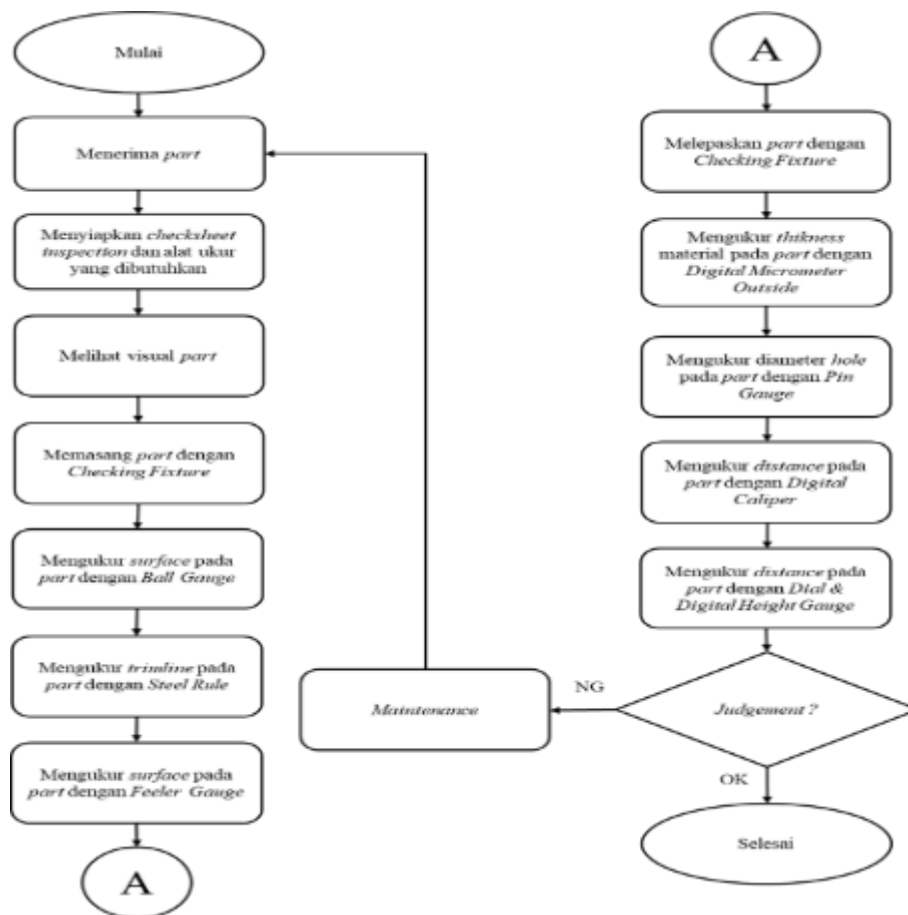 Mulai
Menerima part
Menyiapkan checksheet
inspection dan alat ukur
yang dibutuhkan
Melihat visual part
Memasang part dengan
Checking Fixture
Mengukur surface pada
part dengan Ball Gauge
Mengukur trimline pada
part dengan Steel Rule
Mengukur surface pada
part dengan Feeler Gauge
A
A
Melepaskan part dengan
Checking Fixture
Mengukur thikness
material pada part dengan
Digital Micrometer
Outside
Mengukur diameter hole
pada part dengan Pin
Gauge
Mengukur distance pada
part dengan Digital
Caliper
Mengukur distance pada
part dengan Dial &
Digital Height Gauge
Judgement ?
NG
Maintenance
OK
Selesai